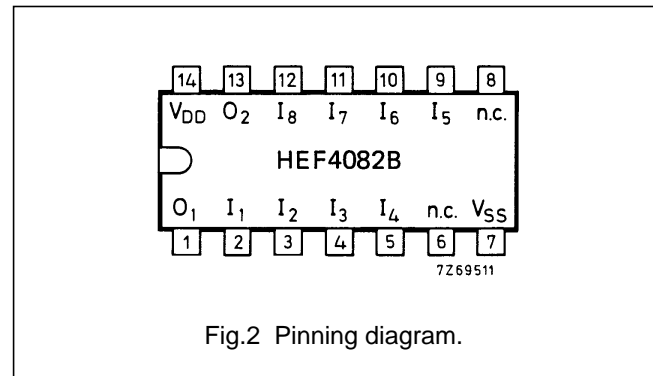 14 13 12 11 10 9 8
VDD O2 I8 I7 I6 I5 n.c.
HEF4082B
O1 I1 I2 I3 I4 n.c. VSS
1 2 3 4 5 6 7
7Z69511
Fig.2 Pinning diagram.